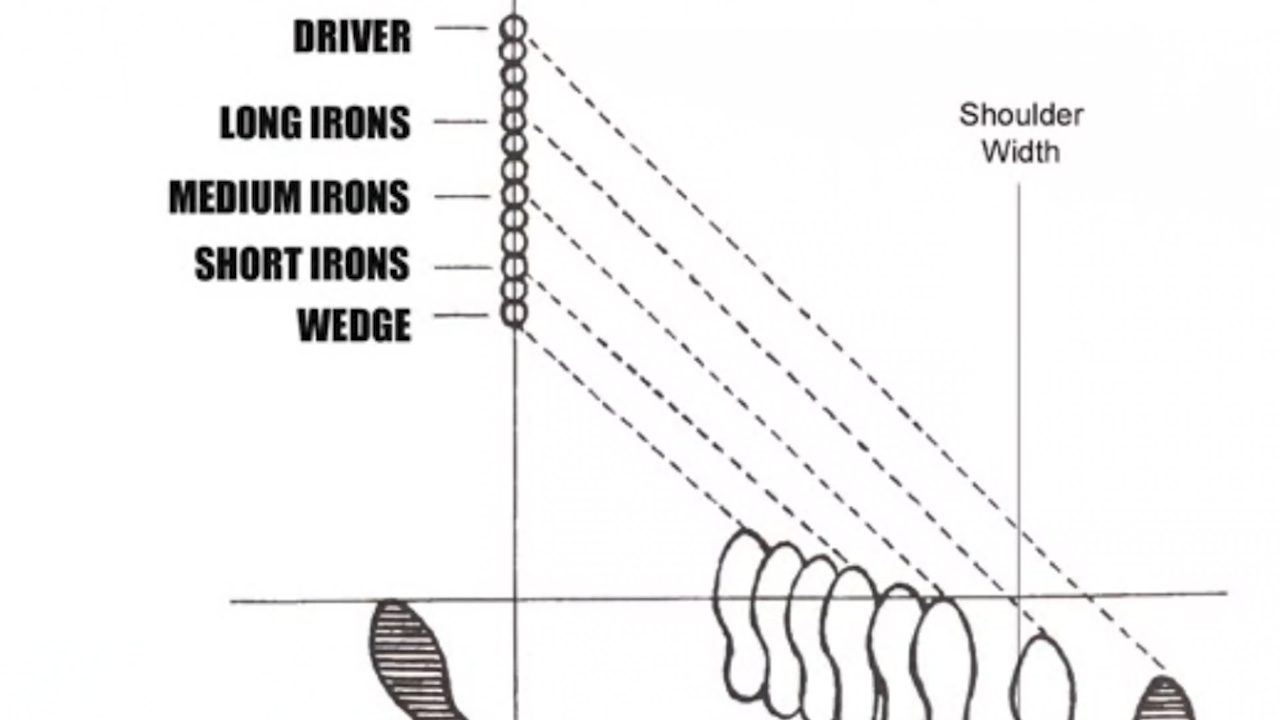 DRIVER
LONG IRONS
Shoulder
Width
MEDIUM IRONS
SHORT IRONS
WEDGE